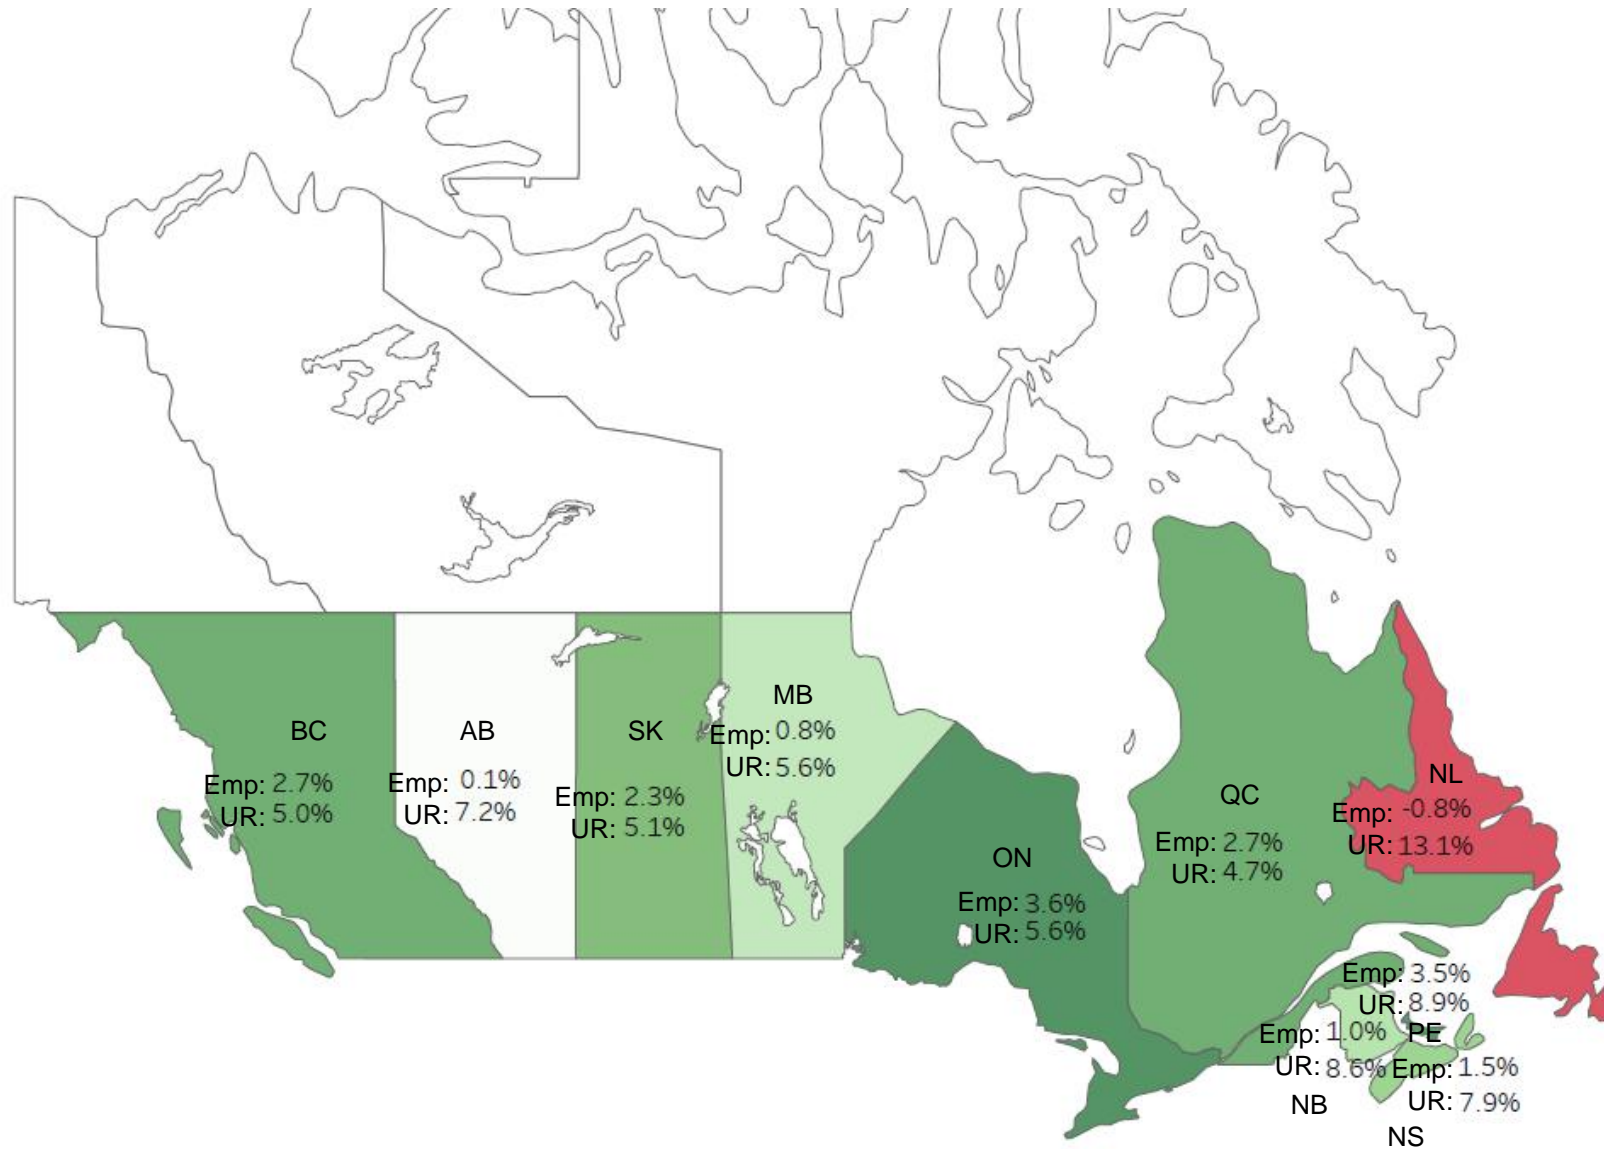 BC
Emp: 2.7%
UR: 5.0%
AB
Emp: 0.1%
UR: 7.2%
SK
Emp: 2.3%
UR: 5.1%
MB
Emp: 0.8%
UR: 5.6%
ON
Emp: 3.6%
UR: 5.6%
QC
Emp: 2.7%
UR: 4.7%
NL
Emp: -0.8%
UR: 13.1%
Emp: 3.5%
UR: 8.9%
PE
Emp: 1.0%
UR: 8.6%
NB
Emp: 1.5%
UR: 7.9%
NS